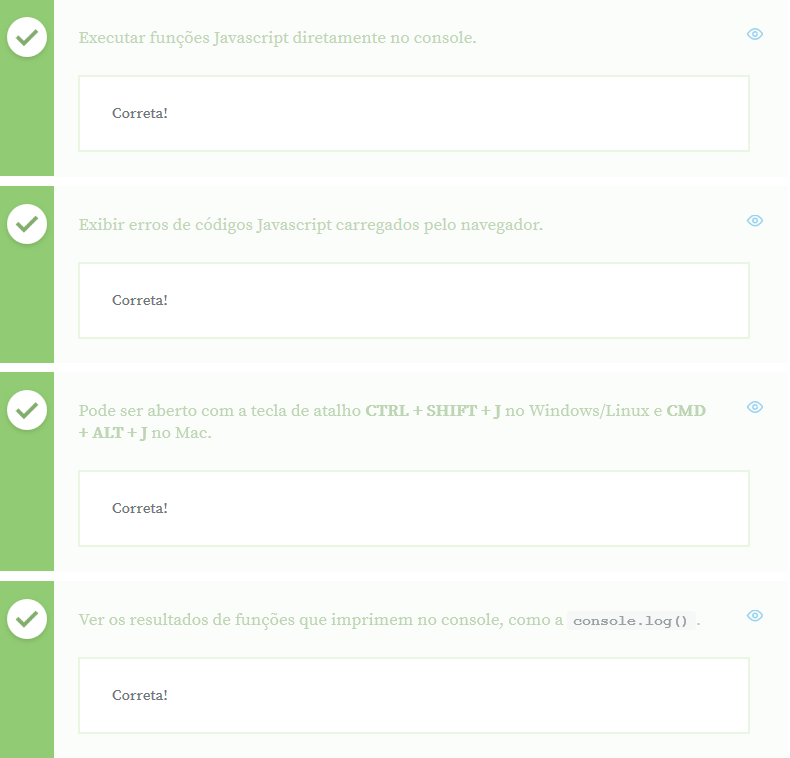 Executar funções Javascript diretamente no console.
Correta!
Exibir erros de códigos Javascript carregados pelo navegador.
Correta!
Pode ser aberto com a tecla de atalho CTRL + SHIFT + J no Windows/Linux e CMD
+ ALT + J no Mac.
Correta!
Ver os resultados de funções que imprimem no console, como a console.log() .
Correta!